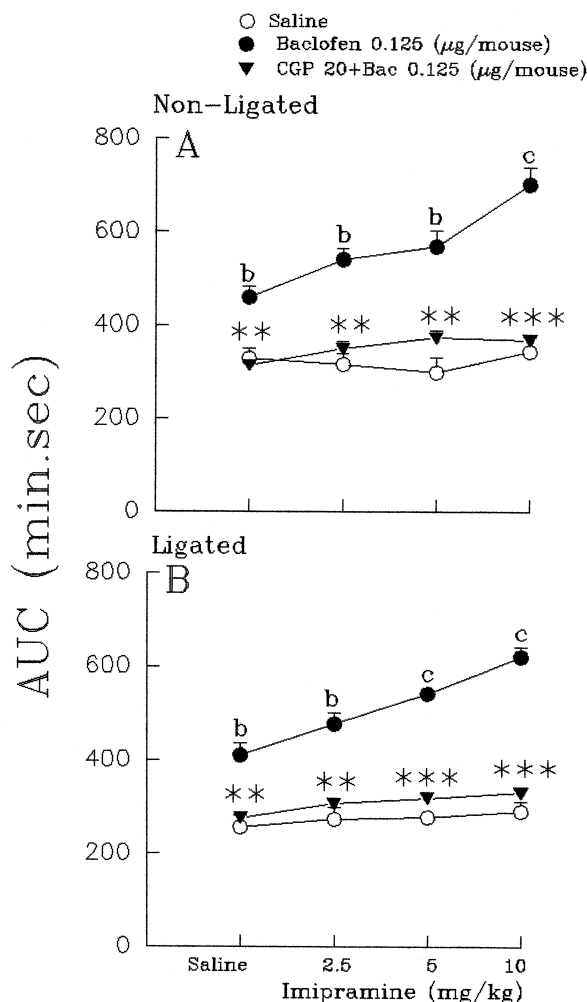 Saline
Baclofen 0.125 (μg/mouse)
CGP 20+Bac 0.125 (μg/mouse)
Non-Ligated
A
800
600
400
200
0
b
b
b
c
**
**
**
***
AUC (min.sec)
Ligated
B
800
600
400
200
0
b
b
c
c
**
**
***
***
Saline 2.5 5 10
Imipramine (mg/kg)